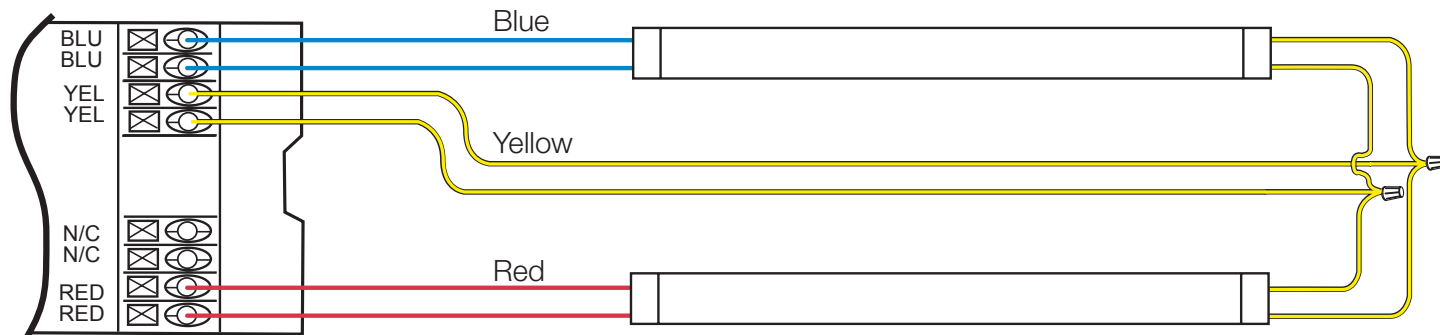 BLU
BLU
YEL
YEL
N/C
N/C
RED
RED
Blue
Yellow
Red